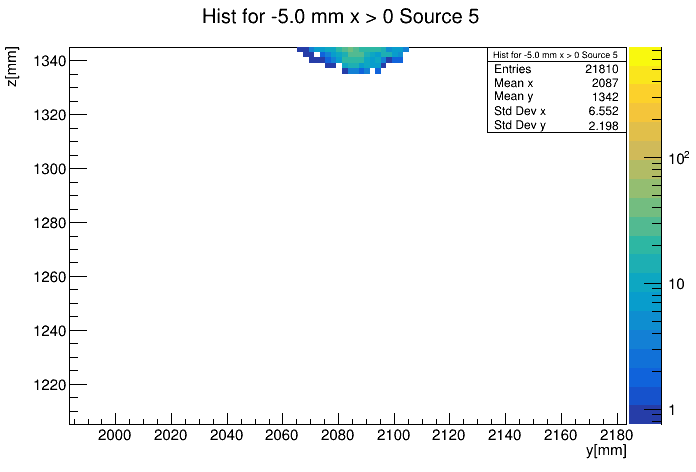 Hist for -5.0 mm x > 0 Source 5
z[mm]
Hist for -5.0 mm x > 0 Source 5
Entries 21810
Mean x 2087
Mean y 1342
Std Dev x 6.552
Std Dev y 2.198
1340
1320
1300
1280
1260
1240
1220
10²
10
1
2000 2020 2040 2060 2080 2100 2120 2140 2160 2180
y[mm]